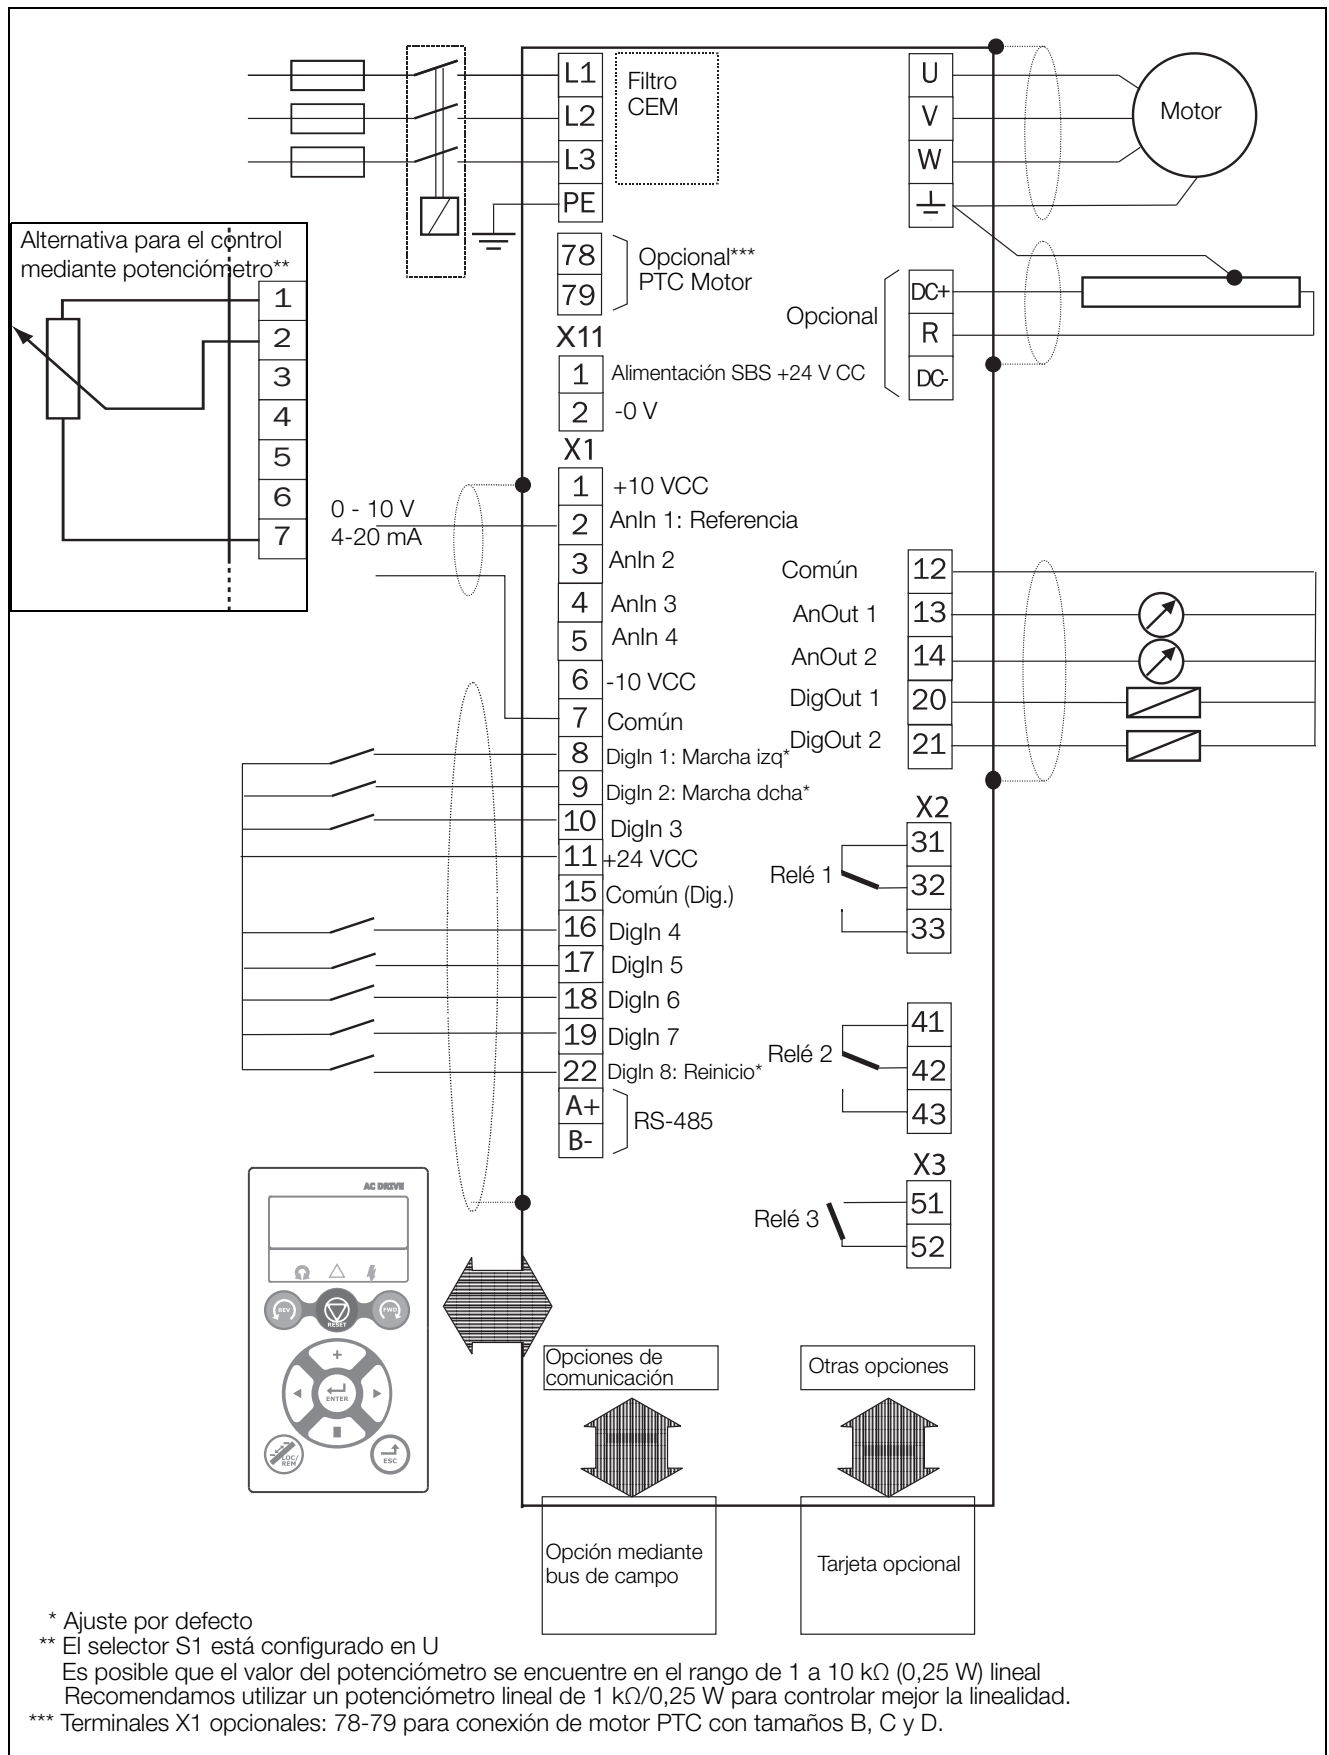 L1
L2
L3
PE
Filtro
CEM
U
V
W
Motor
Alternativa para el control
mediante potenciómetro**
1
2
3
4
5
6
7
78
79
Opcional***
PTC Motor
Opcional
DC+
R
DC-
X11
1 Alimentación SBS +24 V CC
2 -0 V
X1
0 - 10 V
4-20 mA
1 +10 VCC
2 AnIn 1: Referencia
3 AnIn 2
4 AnIn 3
5 AnIn 4
6 -10 VCC
7 Común
8 DigIn 1: Marcha izq*
9 DigIn 2: Marcha dcha*
10 DigIn 3
11 +24 VCC
15 Común (Dig.)
16 DigIn 4
17 DigIn 5
18 DigIn 6
19 DigIn 7
22 DigIn 8: Reinicio*
A+
B-
RS-485
Común 12
AnOut 1 13
AnOut 2 14
DigOut 1 20
DigOut 2 21
X2
Relé 1
31
32
33
Relé 2
41
42
43
X3
Relé 3
51
52
AC DRIVE
REV
RESET
FWD
+
ENTER
LOC/
REM
ESC
Opciones de
comunicación
Otras opciones
Opción mediante
bus de campo
Tarjeta opcional
* Ajuste por defecto
** El selector S1 está configurado en U
Es posible que el valor del potenciómetro se encuentre en el rango de 1 a 10 kΩ (0,25 W) lineal
Recomendamos utilizar un potenciómetro lineal de 1 kΩ/0,25 W para controlar mejor la linealidad.
*** Terminales X1 opcionales: 78-79 para conexión de motor PTC con tamaños B, C y D.